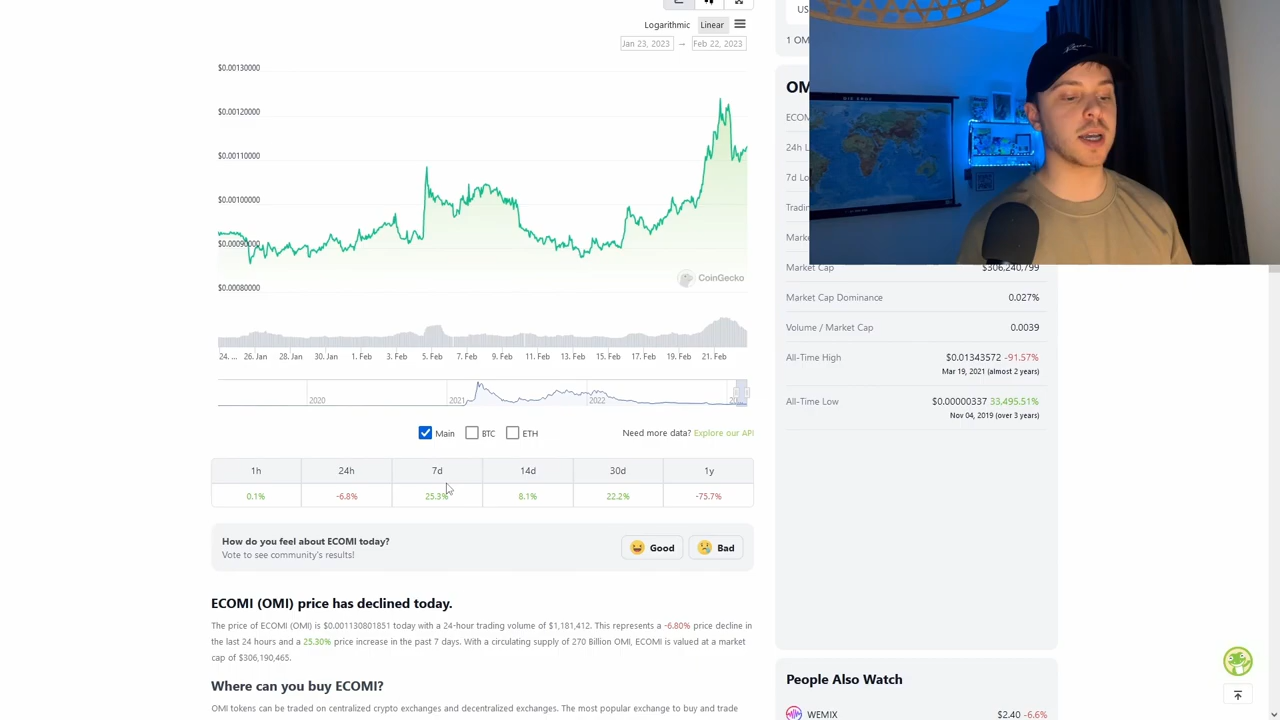 Logarithmic Linear
Jan 23, 2023 → Feb 22, 2023
$0.00130000
$0.00120000
$0.00110000
$0.00100000
$0.00090000
$0.00080000
CoinGecko
24. ... 26. Jan 28. Jan 30. Jan 1. Feb 3. Feb 5. Feb 7. Feb 9. Feb 11. Feb 13. Feb 15. Feb 17. Feb 19. Feb 21. Feb
2020 2021 2022
Main BTC ETH Need more data? Explore our API
1h 24h 7d 14d 30d 1y
0.1% -6.8% 25.3% 8.1% 22.2% -75.7%
How do you feel about ECOMI today?
Vote to see community's results!
Good Bad
ECOMI (OMI) price has declined today.
The price of ECOMI (OMI) is $0.001130801851 today with a 24-hour trading volume of $1,181,412. This represents a -6.80% price decline in
the last 24 hours and a 25.30% price increase in the past 7 days. With a circulating supply of 270 Billion OMI, ECOMI is valued at a market
cap of $306,190,465.
Where can you buy ECOMI?
OMI tokens can be traded on centralized crypto exchanges and decentralized exchanges. The most popular exchange to buy and trade
US
1 OM
OM
ECOM
24h L
7d Lo
Tradin
Mark
Market Cap $306,240,799
Market Cap Dominance 0.027%
Volume / Market Cap 0.0039
All-Time High $0.01343572 -91.57%
Mar 19, 2021 (almost 2 years)
All-Time Low $0.00000337 33,495.51%
Nov 04, 2019 (over 3 years)
People Also Watch
WEMIX $2.40 -6.6%